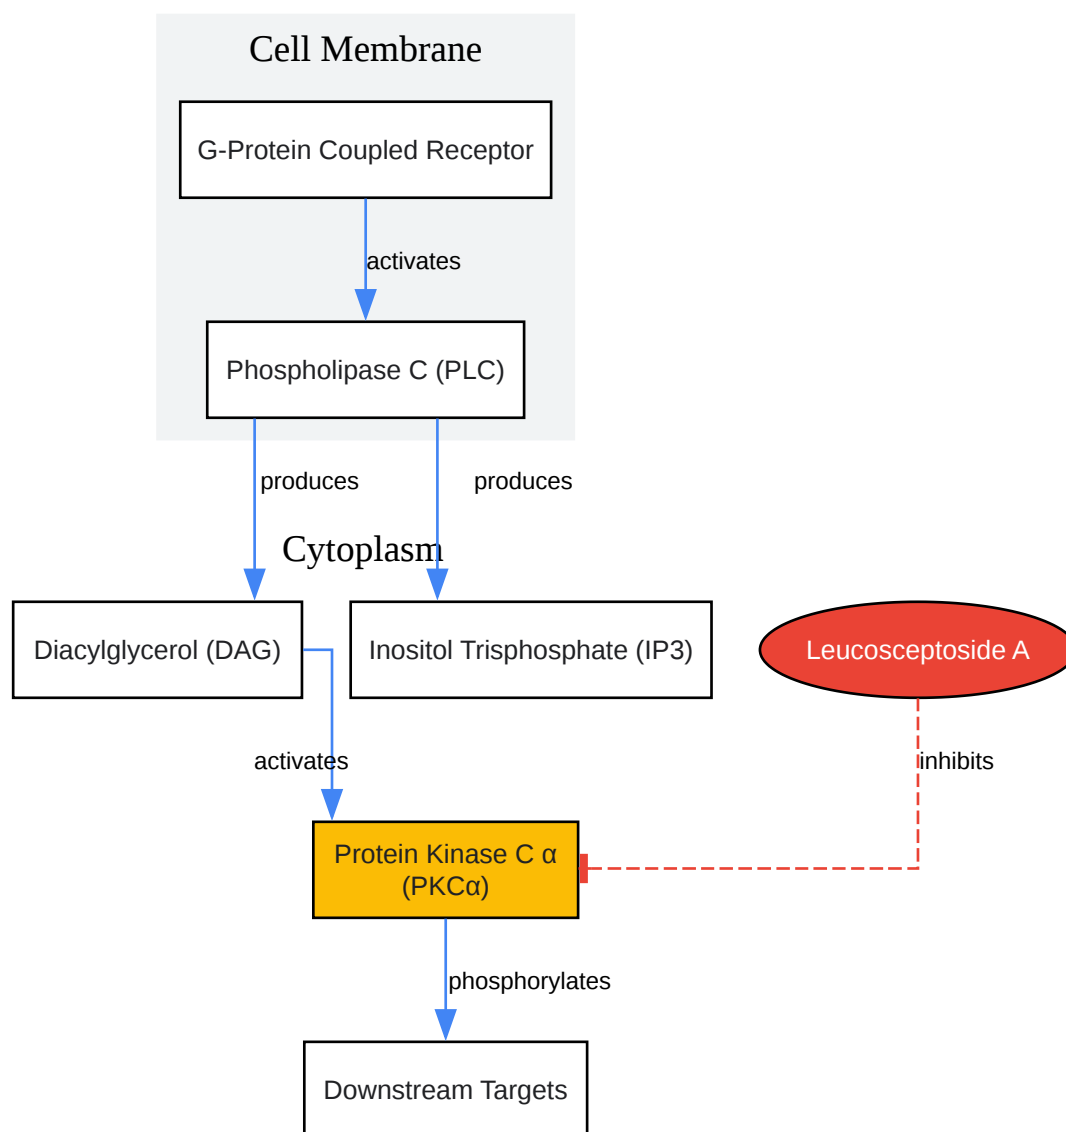 Cell Membrane
G-Protein Coupled Receptor
activates
Phospholipase C (PLC)
produces
produces
Cytoplasm
Diacylglycerol (DAG)
Inositol Trisphosphate (IP3)
Leucosceptoside A
activates
inhibits
Protein Kinase C α
(PKCα)
phosphorylates
Downstream Targets